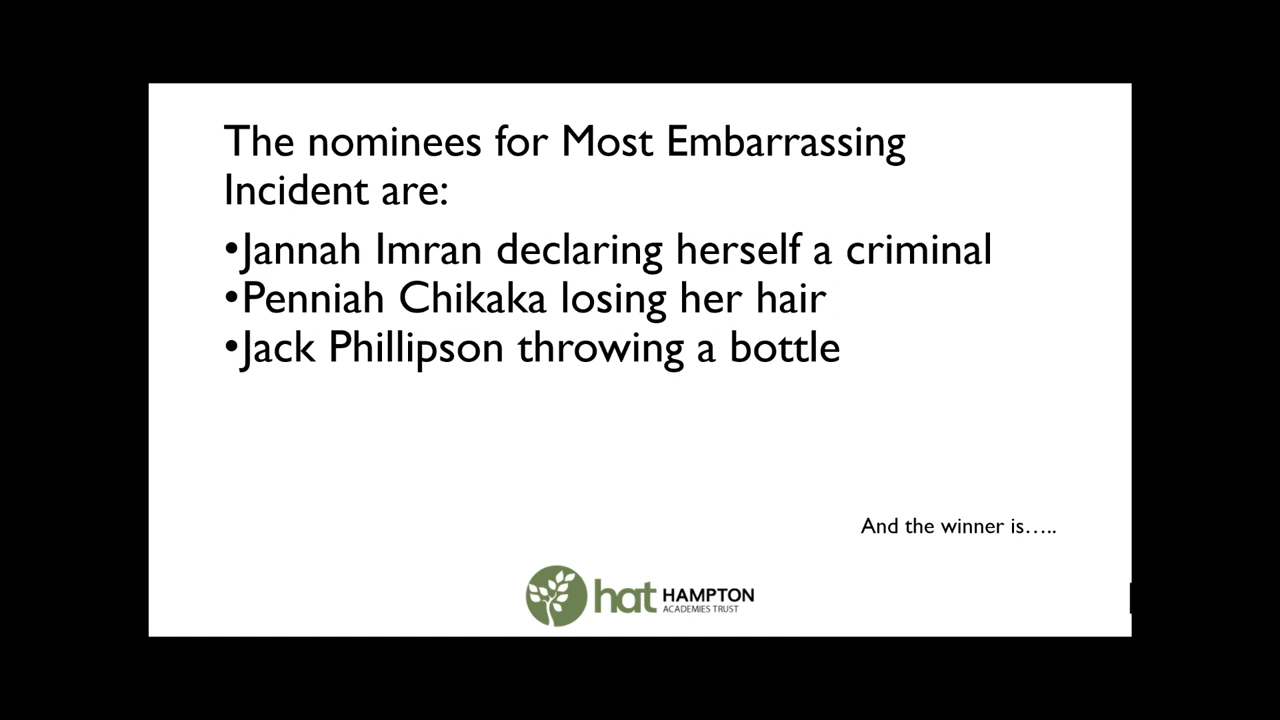 The nominees for Most Embarrassing
Incident are:
•Jannah Imran declaring herself a criminal
•Penniah Chikaka losing her hair
•Jack Phillipson throwing a bottle
And the winner is…..
hat HAMPTON
ACADEMIES TRUST